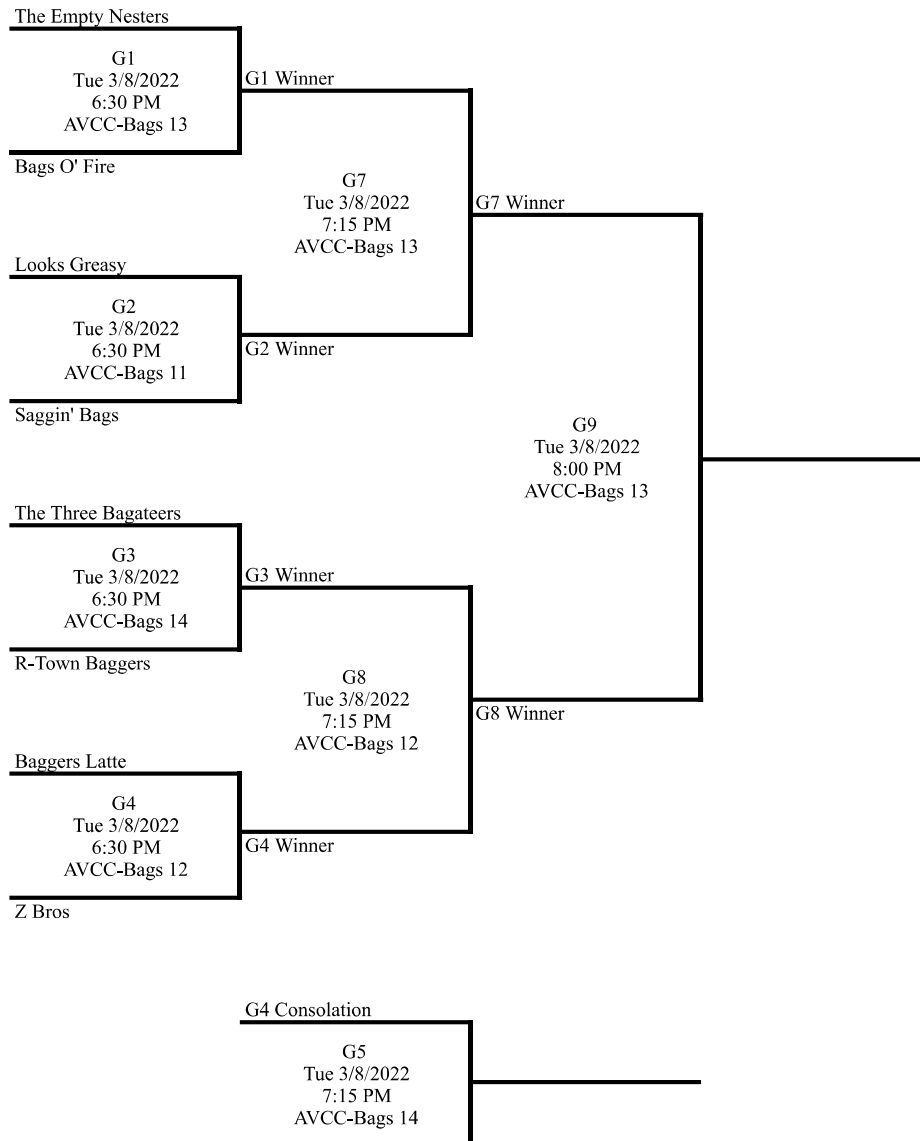 The Empty Nesters
G1
Tue 3/8/2022
6:30 PM
AVCC-Bags 13
Bags O' Fire
G1 Winner
Looks Greasy
G2
Tue 3/8/2022
6:30 PM
AVCC-Bags 11
Saggin' Bags
G2 Winner
G7
Tue 3/8/2022
7:15 PM
AVCC-Bags 13
G7 Winner
The Three Bagateers
G3
Tue 3/8/2022
6:30 PM
AVCC-Bags 14
R-Town Baggers
G3 Winner
Baggers Latte
G4
Tue 3/8/2022
6:30 PM
AVCC-Bags 12
Z Bros
G4 Winner
G8
Tue 3/8/2022
7:15 PM
AVCC-Bags 12
G8 Winner
G9
Tue 3/8/2022
8:00 PM
AVCC-Bags 13
G4 Consolation
G5
Tue 3/8/2022
7:15 PM
AVCC-Bags 14